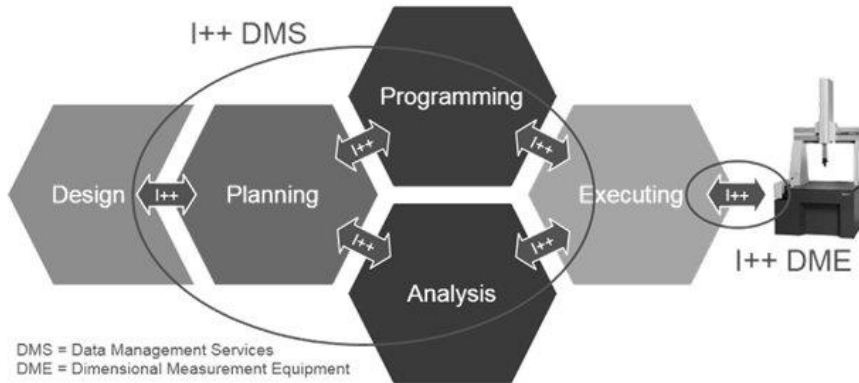 I++ DMS
Programming
I++
I++
Design
I++
Planning
Executing
I++
I++
I++
I++ DME
Analysis
DMS = Data Management Services
DME = Dimensional Measurement Equipment